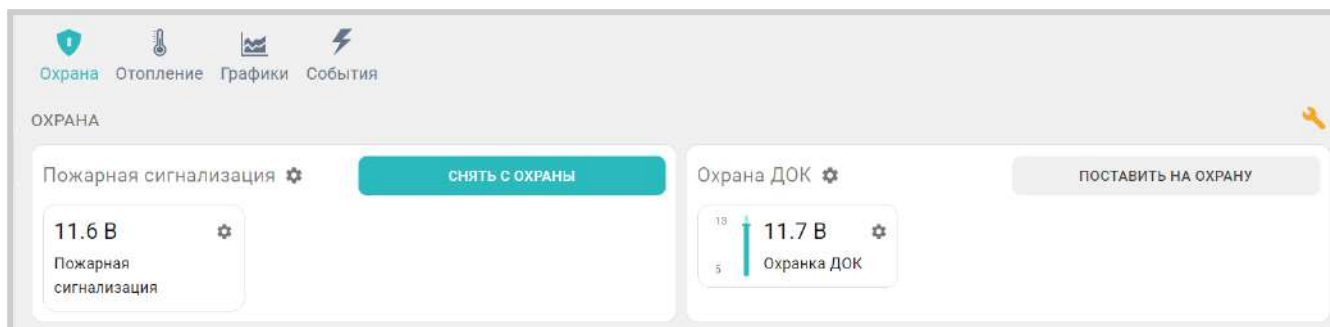 Охрана Отопление Графики События
ОХРАНА
Пожарная сигнализация СНЯТЬ С ОХРАНЫ
11.6 В
Пожарная
сигнализация
Охрана ДОК ПОСТАВИТЬ НА ОХРАНУ
13
11.7 В
5
Охранка ДОК